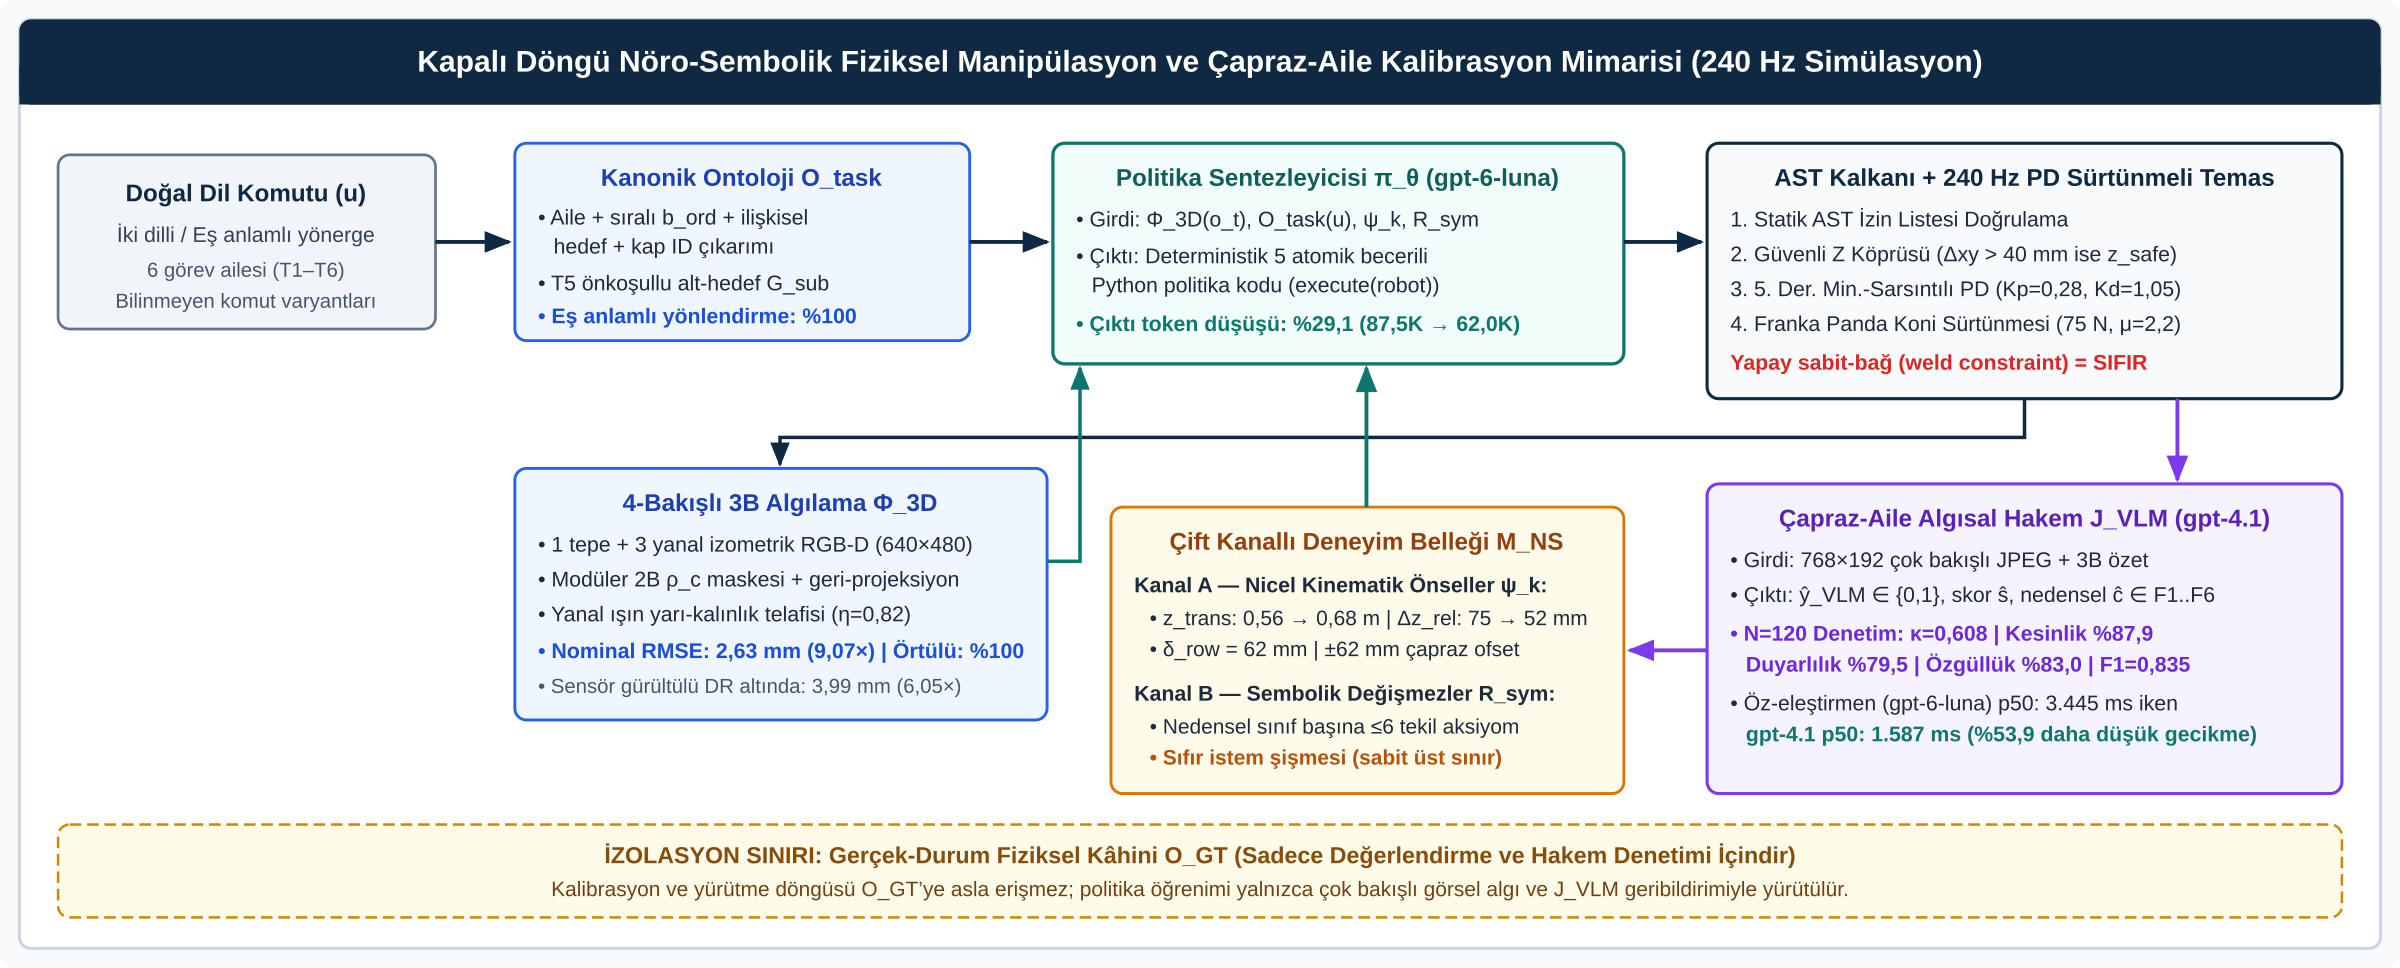 Kapalı Döngü Nöro-Sembolik Fiziksel Manipülasyon ve Çapraz-Aile Kalibrasyon Mimarisi (240 Hz Simülasyon)
Doğal Dil Komutu (u)
İki dilli / Eş anlamlı yönerge
6 görev ailesi (T1–T6)
Bilinmeyen komut varyantları
Kanonik Ontoloji O_task
• Aile + sıralı b_ord + ilişkisel
hedef + kap ID çıkarımı
• T5 önkoşullu alt-hedef G_sub
• Eş anlamlı yönlendirme: %100
Politika Sentezleyicisi π_θ (gpt-6-luna)
• Girdi: Φ_3D(o_t), O_task(u), ψ_k, R_sym
• Çıktı: Deterministik 5 atomik becerili
Python politika kodu (execute(robot))
• Çıktı token düşüşü: %29,1 (87,5K → 62,0K)
AST Kalkanı + 240 Hz PD Sürtünmeli Temas
1. Statik AST İzin Listesi Doğrulama
2. Güvenli Z Köprüsü (Δxy > 40 mm ise z_safe)
3. 5. Der. Min.-Sarsıntılı PD (Kp=0,28, Kd=1,05)
4. Franka Panda Koni Sürtünmesi (75 N, μ=2,2)
Yapay sabit-bağ (weld constraint) = SIFIR
4-Bakışlı 3B Algılama Φ_3D
• 1 tepe + 3 yanal izometrik RGB-D (640×480)
• Modüler 2B ρ_c maskesi + geri-projeksiyon
• Yanal ışın yarı-kalınlık telafisi (η=0,82)
• Nominal RMSE: 2,63 mm (9,07×) | Örtülü: %100
• Sensör gürültülü DR altında: 3,99 mm (6,05×)
Çift Kanallı Deneyim Belleği M_NS
Kanal A — Nicel Kinematik Önseller ψ_k:
• z_trans: 0,56 → 0,68 m | Δz_rel: 75 → 52 mm
• δ_row = 62 mm | ±62 mm çapraz ofset
Kanal B — Sembolik Değişmezler R_sym:
• Nedensel sınıf başına ≤6 tekil aksiyom
• Sıfır istem şişmesi (sabit üst sınır)
Çapraz-Aile Algısal Hakem J_VLM (gpt-4.1)
• Girdi: 768×192 çok bakışlı JPEG + 3B özet
• Çıktı: ŷ_VLM ∈ {0,1}, skor ŝ, nedensel ĉ ∈ F1..F6
• N=120 Denetim: κ=0,608 | Kesinlik %87,9
Duyarlılık %79,5 | Özgüllük %83,0 | F1=0,835
• Öz-eleştirmen (gpt-6-luna) p50: 3.445 ms iken
gpt-4.1 p50: 1.587 ms (%53,9 daha düşük gecikme)
İZOLASYON SINIRI: Gerçek-Durum Fiziksel Kâhini O_GT (Sadece Değerlendirme ve Hakem Denetimi İçindir)
Kalibrasyon ve yürütme döngüsü O_GT’ye asla erişmez; politika öğrenimi yalnızca çok bakışlı görsel algı ve J_VLM geribildirimiyle yürütülür.